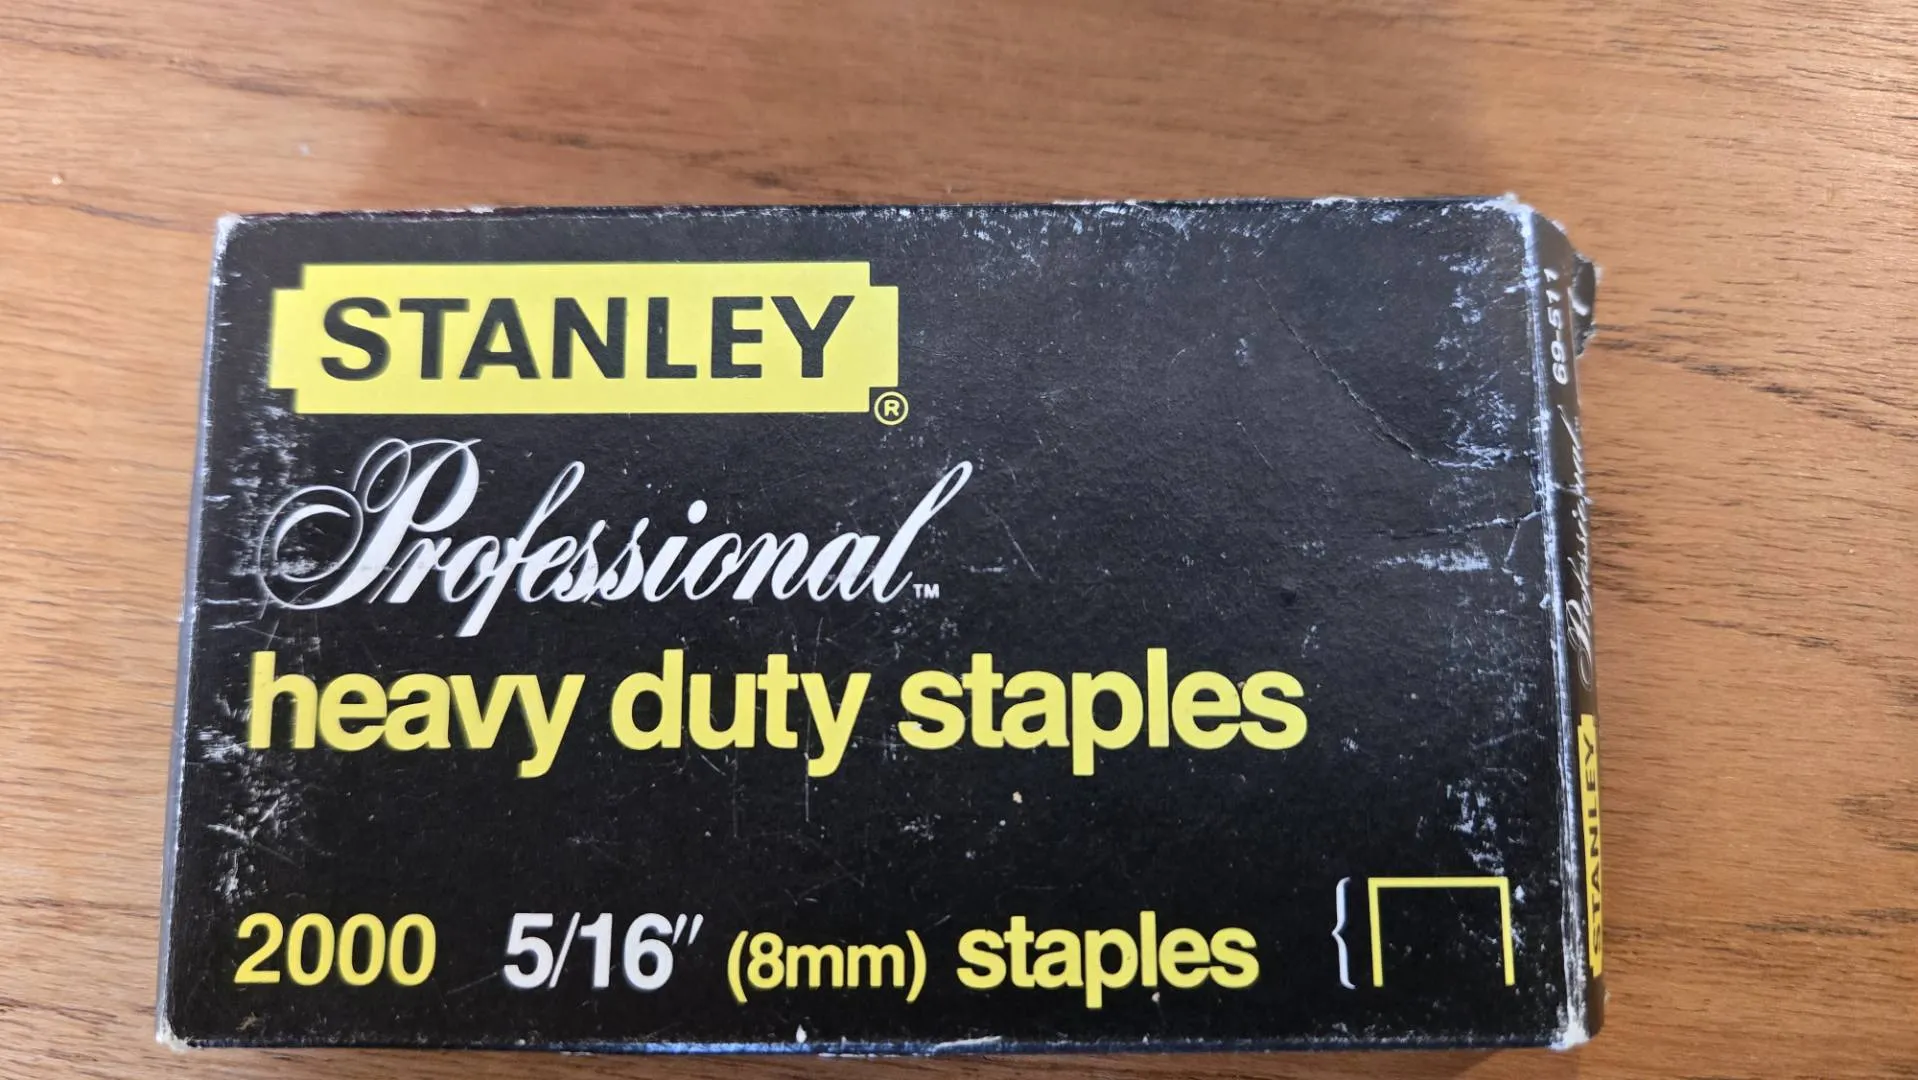 STANLEY®
Professional™
heavy duty staples
2000 5/16" (8mm) staples
69-511
Professional
STANLEY